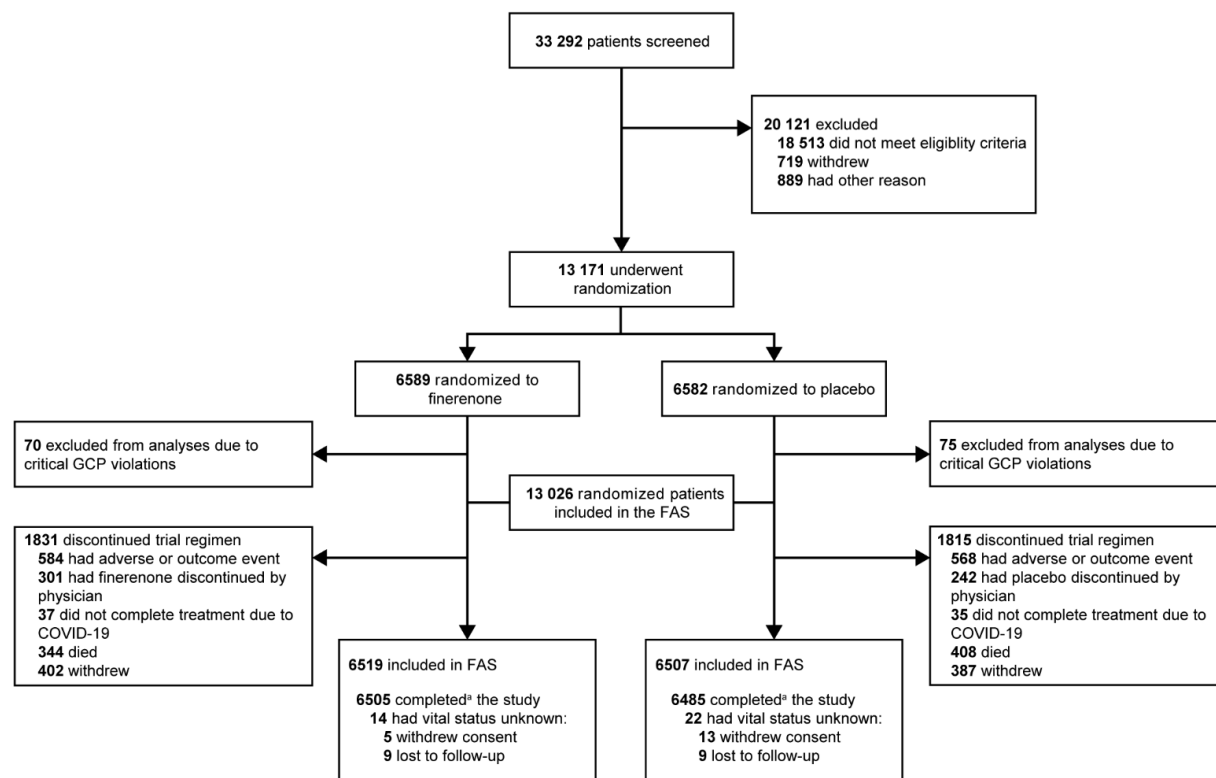 33 292 patients screened
20 121 excluded
18 513 did not meet eligiblity criteria
719 withdrew
889 had other reason
13 171 underwent
randomization
6589 randomized to
finerenone
6582 randomized to placebo
70 excluded from analyses due to
critical GCP violations
75 excluded from analyses due to
critical GCP violations
13 026 randomized patients
included in the FAS
1831 discontinued trial regimen
584 had adverse or outcome event
301 had finerenone discontinued by
physician
37 did not complete treatment due to
COVID-19
344 died
402 withdrew
1815 discontinued trial regimen
568 had adverse or outcome event
242 had placebo discontinued by
physician
35 did not complete treatment due to
COVID-19
408 died
387 withdrew
6519 included in FAS
6505 completedᵃ the study
14 had vital status unknown:
5 withdrew consent
9 lost to follow-up
6507 included in FAS
6485 completedᵃ the study
22 had vital status unknown:
13 withdrew consent
9 lost to follow-up